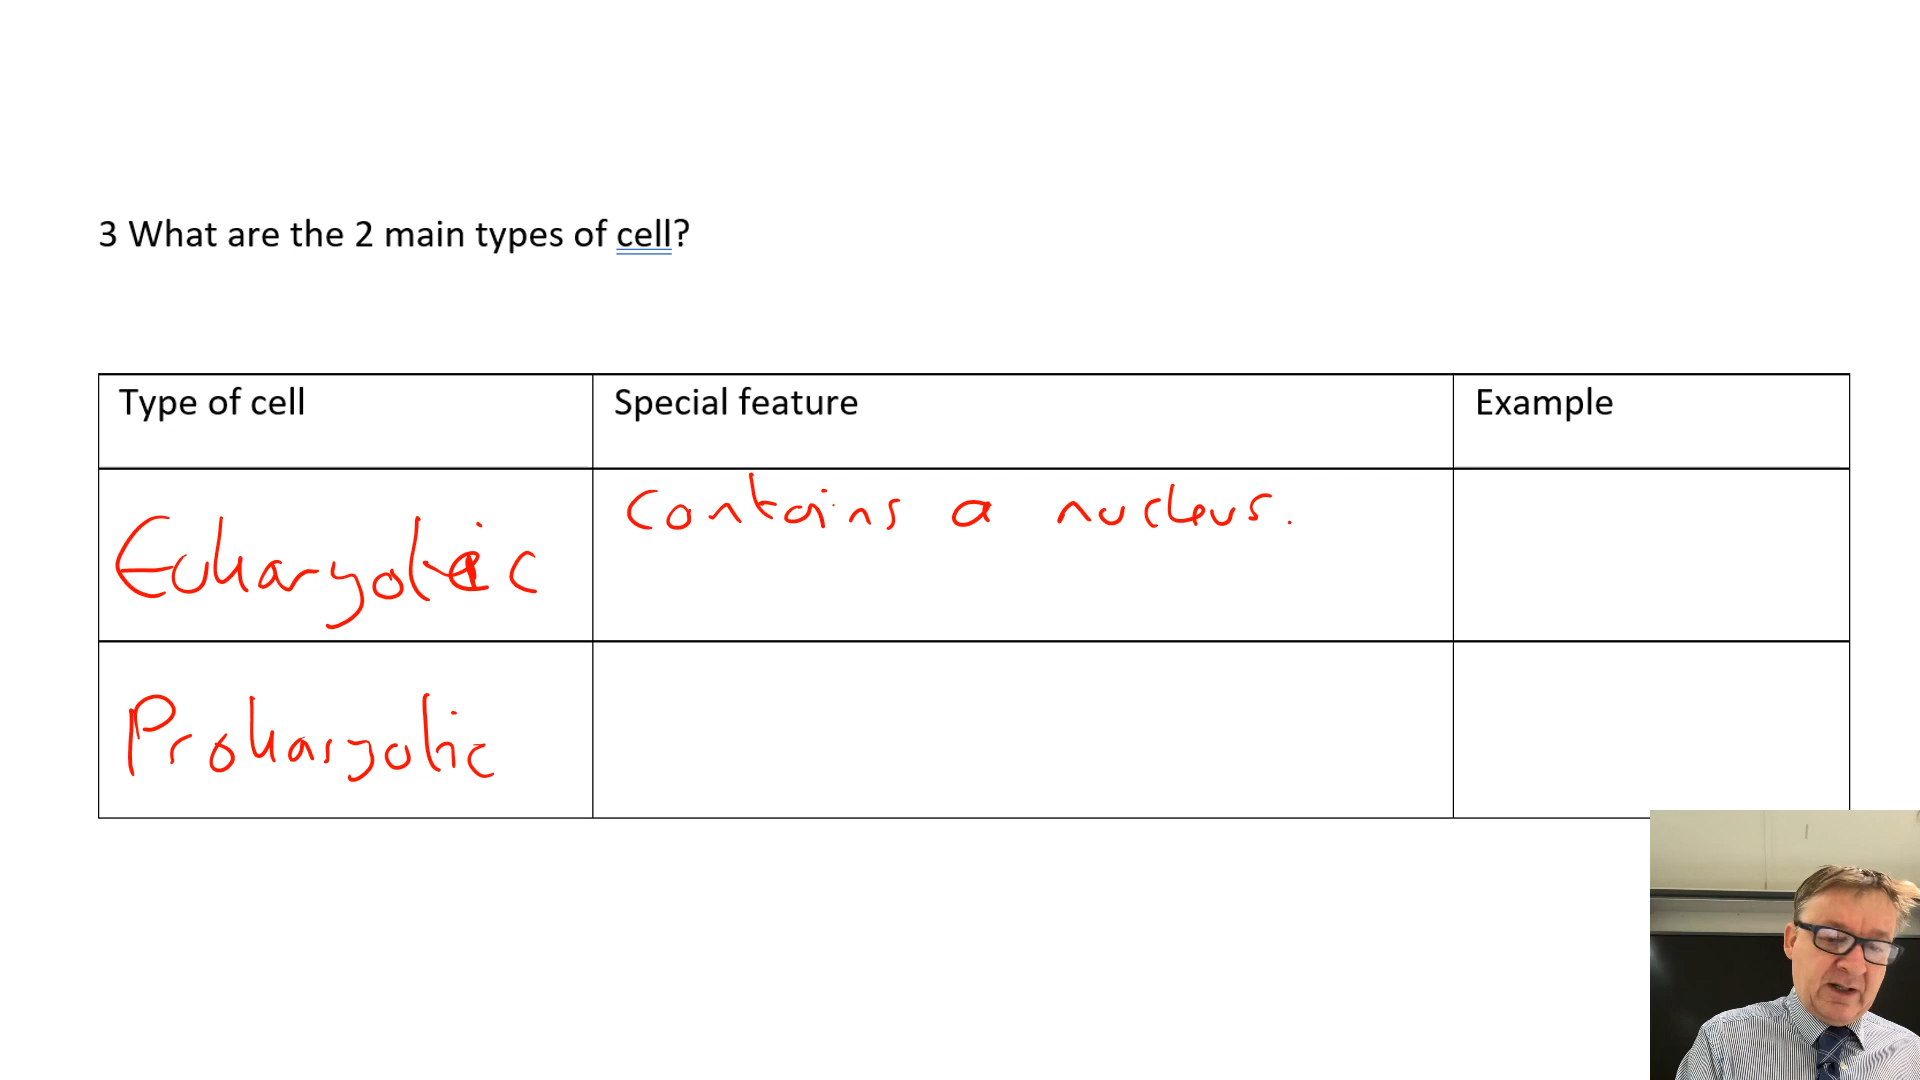 3 What are the 2 main types of cell?
Type of cell Special feature Example
Eukaryotic contains a nucleus.
Prokaryotic